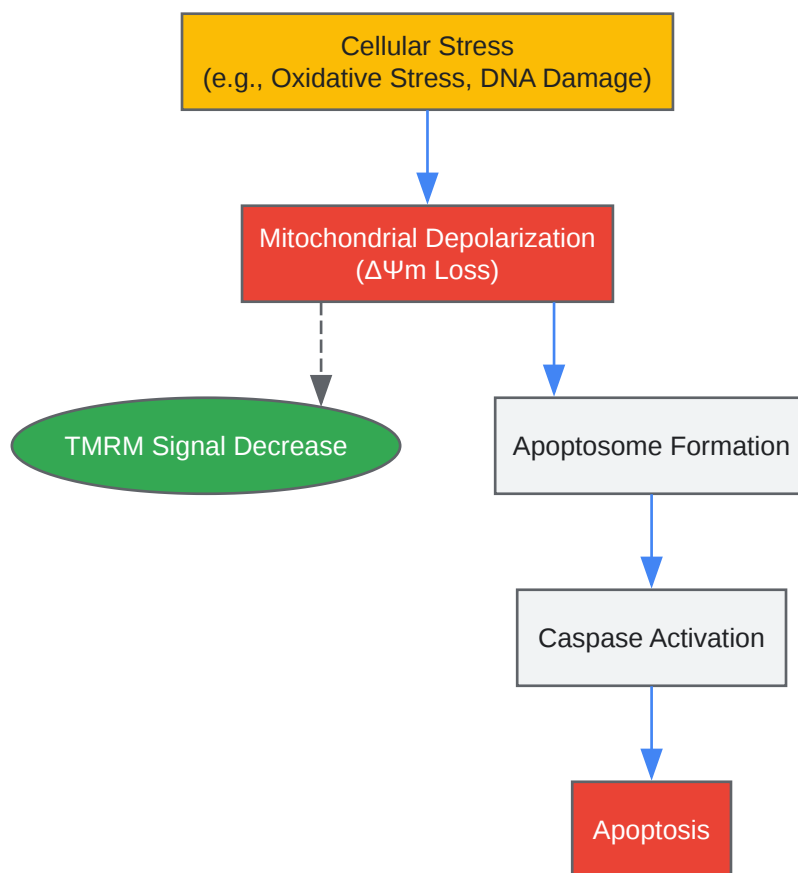 Cellular Stress
(e.g., Oxidative Stress, DNA Damage)
Mitochondrial Depolarization
(ΔΨm Loss)
TMRM Signal Decrease
Apoptosome Formation
Caspase Activation
Apoptosis